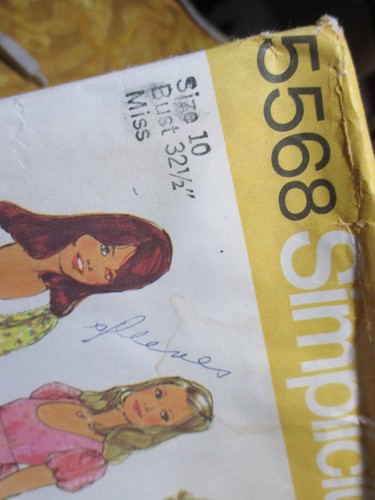 5568
Simplici
Size 10
Bust 32½"
Miss
sleeves